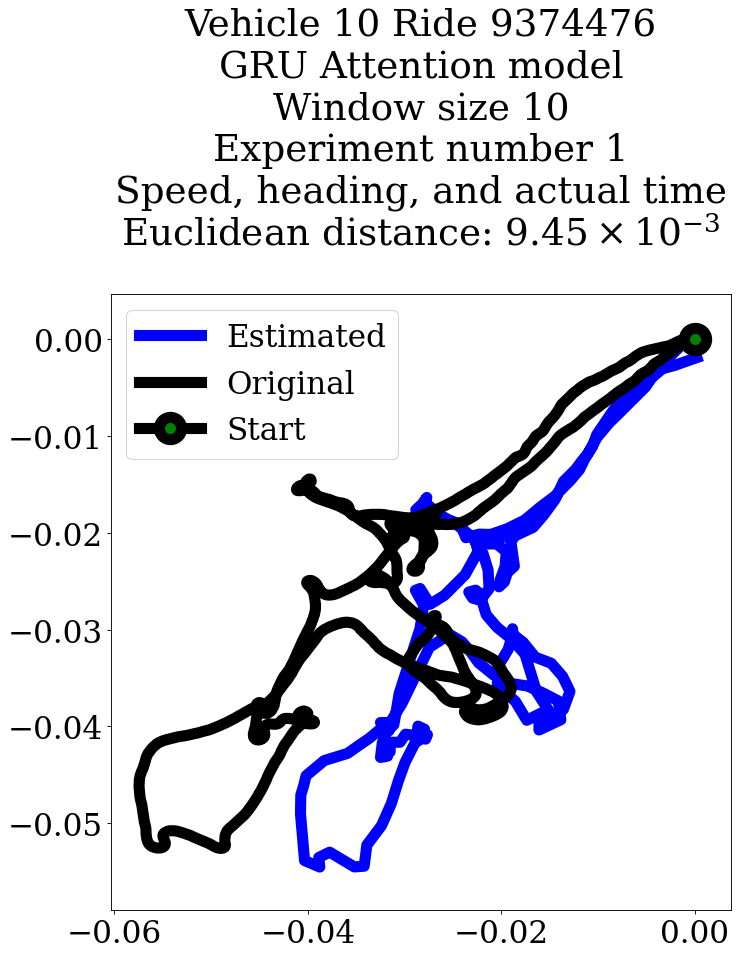 Vehicle 10 Ride 9374476
GRU Attention model
Window size 10
Experiment number 1
Speed, heading, and actual time
Euclidean distance: 9.45 × 10⁻³
Estimated
Original
Start
0.00
−0.01
−0.02
−0.03
−0.04
−0.05
−0.06 −0.04 −0.02 0.00